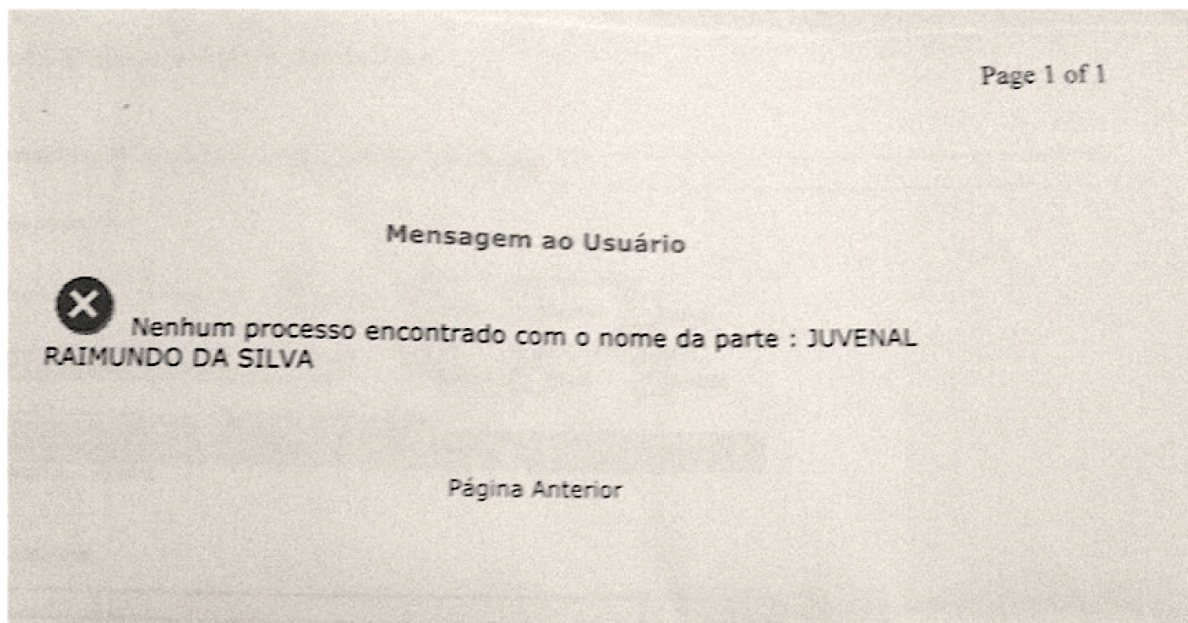 Page 1 of 1
Mensagem ao Usuário
Nenhum processo encontrado com o nome da parte : JUVENAL
RAIMUNDO DA SILVA
Página Anterior